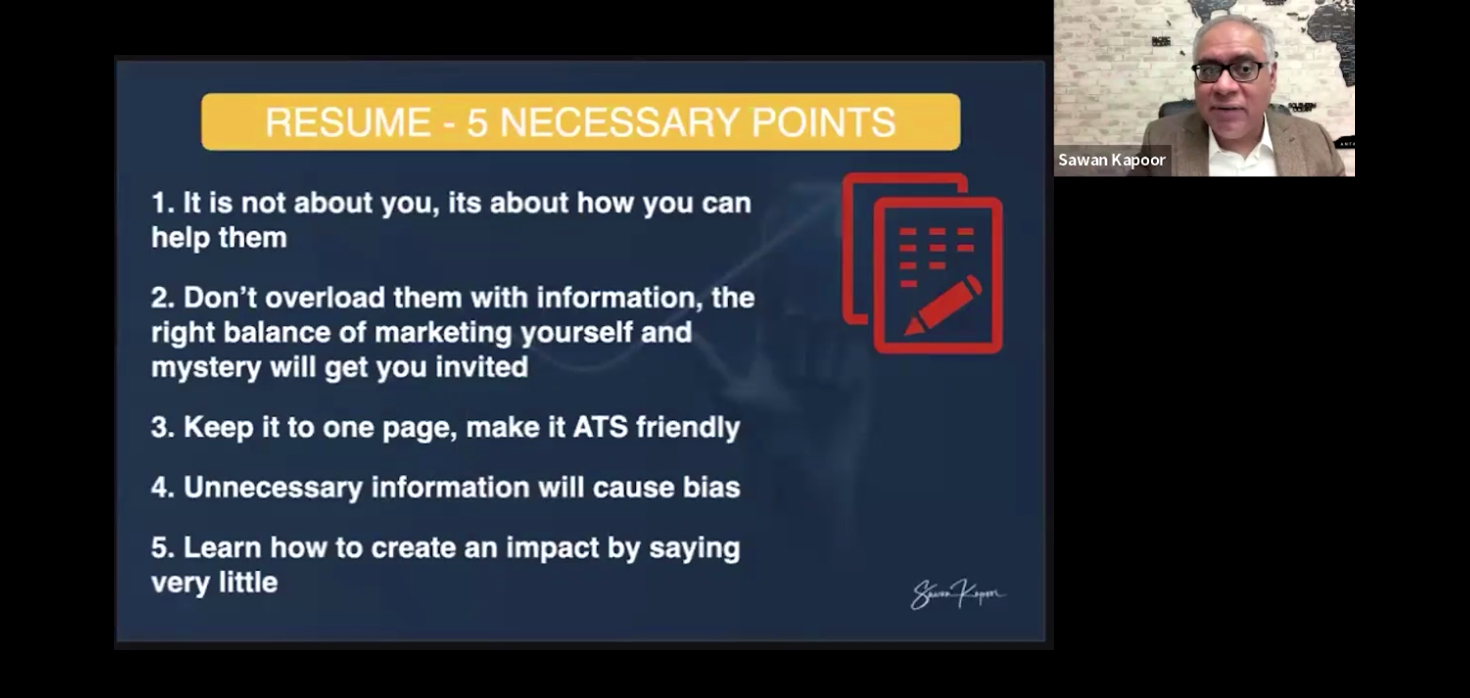 RESUME - 5 NECESSARY POINTS
1. It is not about you, its about how you can
help them
2. Don’t overload them with information, the
right balance of marketing yourself and
mystery will get you invited
3. Keep it to one page, make it ATS friendly
4. Unnecessary information will cause bias
5. Learn how to create an impact by saying
very little
Sawan Kapoor
Sawan Kapoor